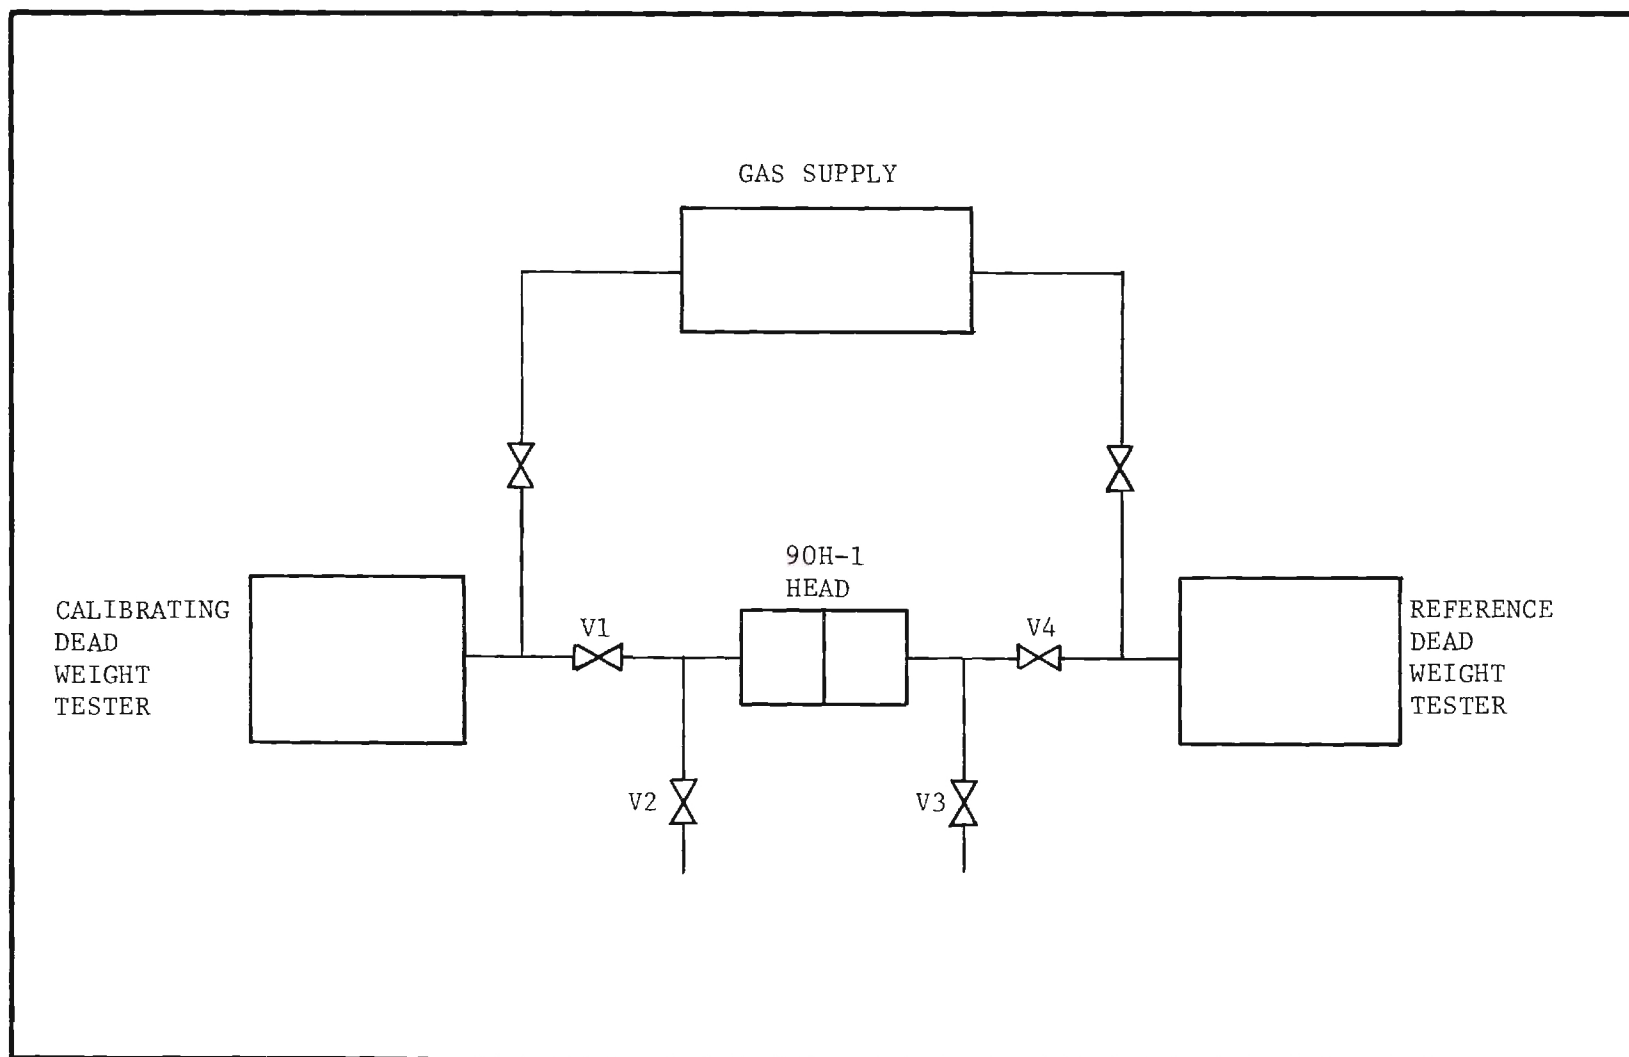 GAS SUPPLY
90H-1
HEAD
CALIBRATING
DEAD
WEIGHT
TESTER
V1
V4
REFERENCE
DEAD
WEIGHT
TESTER
V2
V3